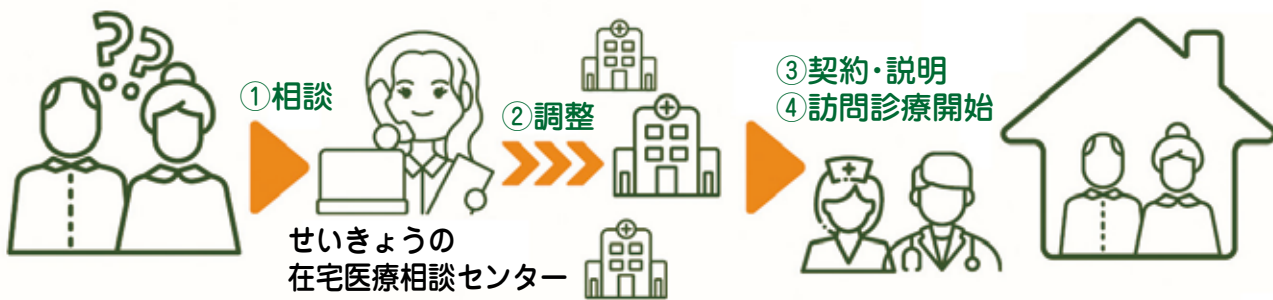 ??
①相談
せいきょうの
在宅医療相談センター
②調整
③契約・説明
④訪問診療開始